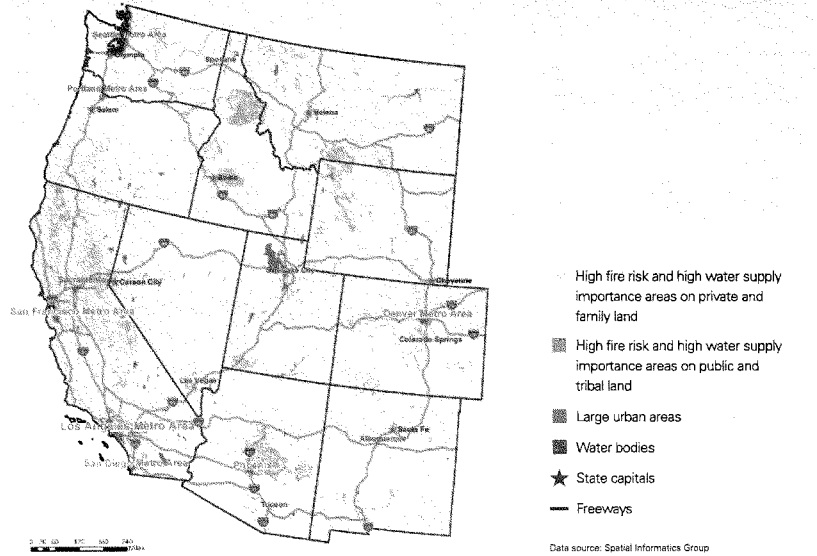 Seattle Metro Area
Olympia
Spokane
Portland Metro Area
Salem
Helena
Boise
Carson City
Cheyenne
San Francisco Metro Area
Denver Metro Area
Colorado Springs
Las Vegas
Los Angeles Metro Area
Santa Fe
Albuquerque
San Diego Metro Area
Phoenix
Tucson
High fire risk and high water supply
importance areas on private and
family land
High fire risk and high water supply
importance areas on public and
tribal land
Large urban areas
Water bodies
State capitals
Freeways
Miles
Data source: Spatial Informatics Group